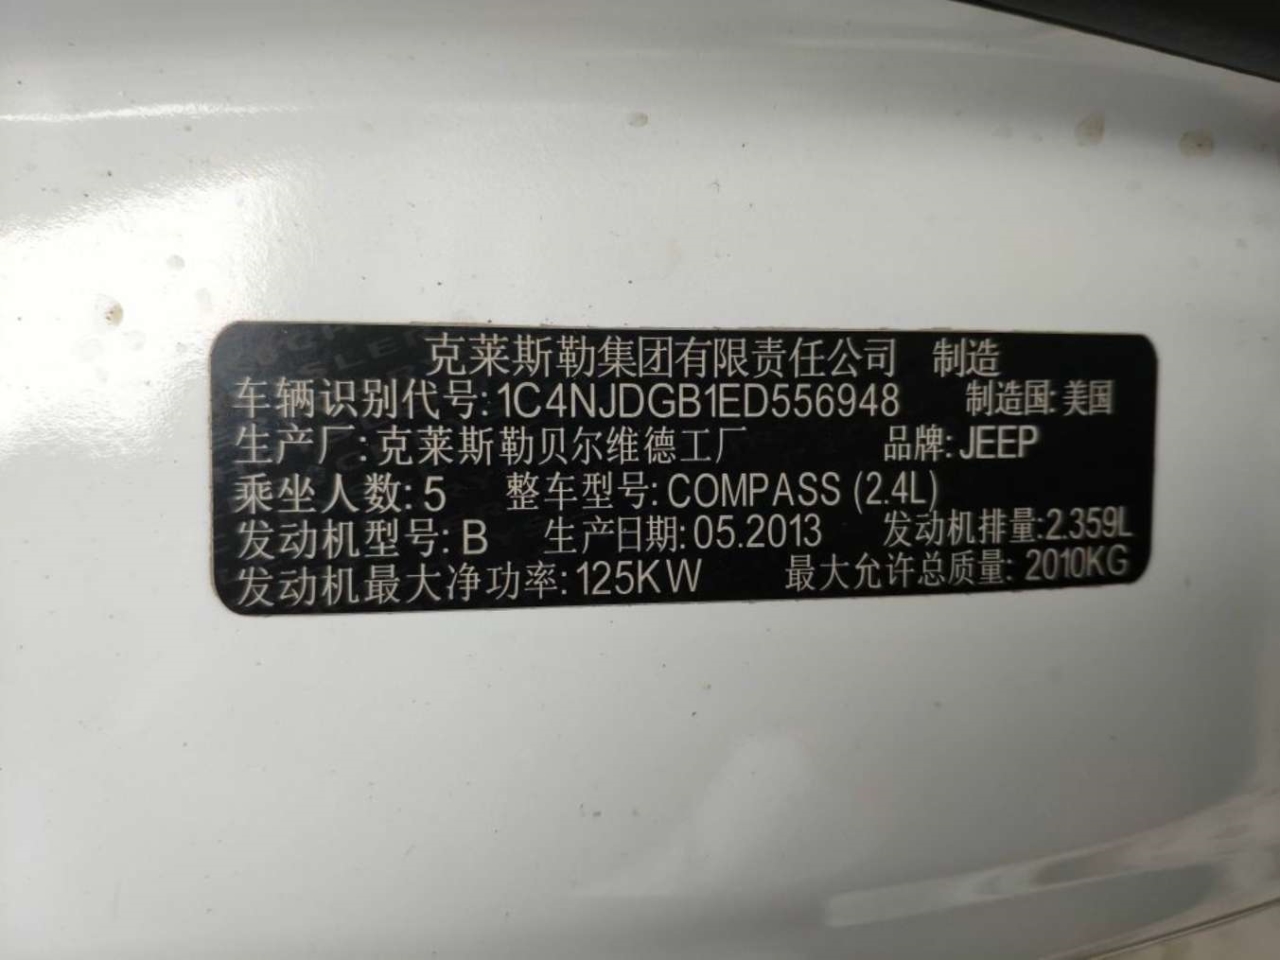 克莱斯勒集团有限责任公司 制造
车辆识别代号: 1C4NJDGB1ED556948 制造国: 美国
生产厂: 克莱斯勒贝尔维德工厂 品牌: JEEP
乘坐人数: 5 整车型号: COMPASS (2.4L)
发动机型号: B 生产日期: 05.2013 发动机排量: 2.359L
发动机最大净功率: 125KW 最大允许总质量: 2010KG